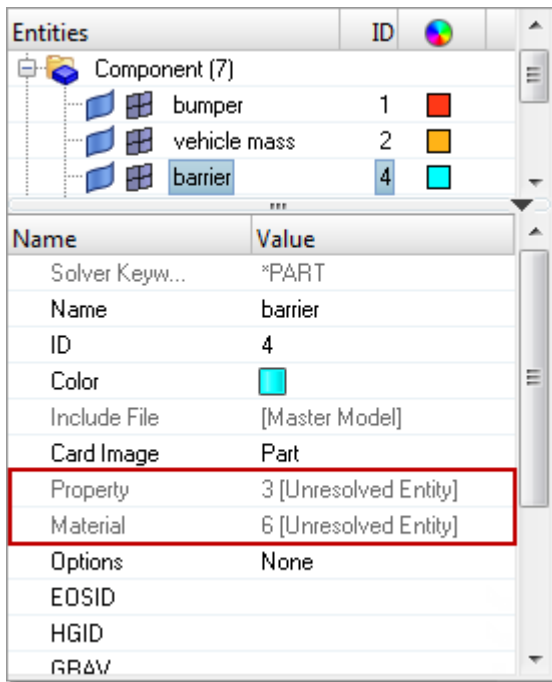 Entities ID
Component (7)
bumper 1
vehicle mass 2
barrier 4
Name Value
Solver Keyw... *PART
Name barrier
ID 4
Color
Include File [Master Model]
Card Image Part
Property 3 [Unresolved Entity]
Material 6 [Unresolved Entity]
Options None
EOSID
HGID
GRAV